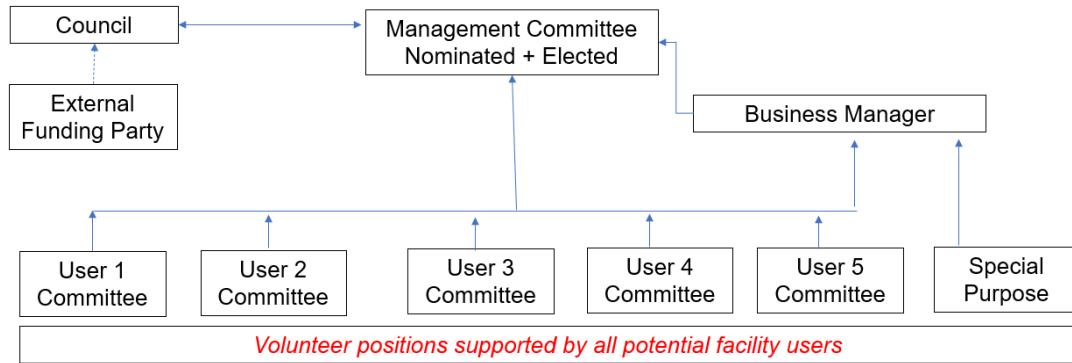 Council
Management Committee
Nominated + Elected
External
Funding Party
Business Manager
User 1
Committee
User 2
Committee
User 3
Committee
User 4
Committee
User 5
Committee
Special
Purpose
Volunteer positions supported by all potential facility users